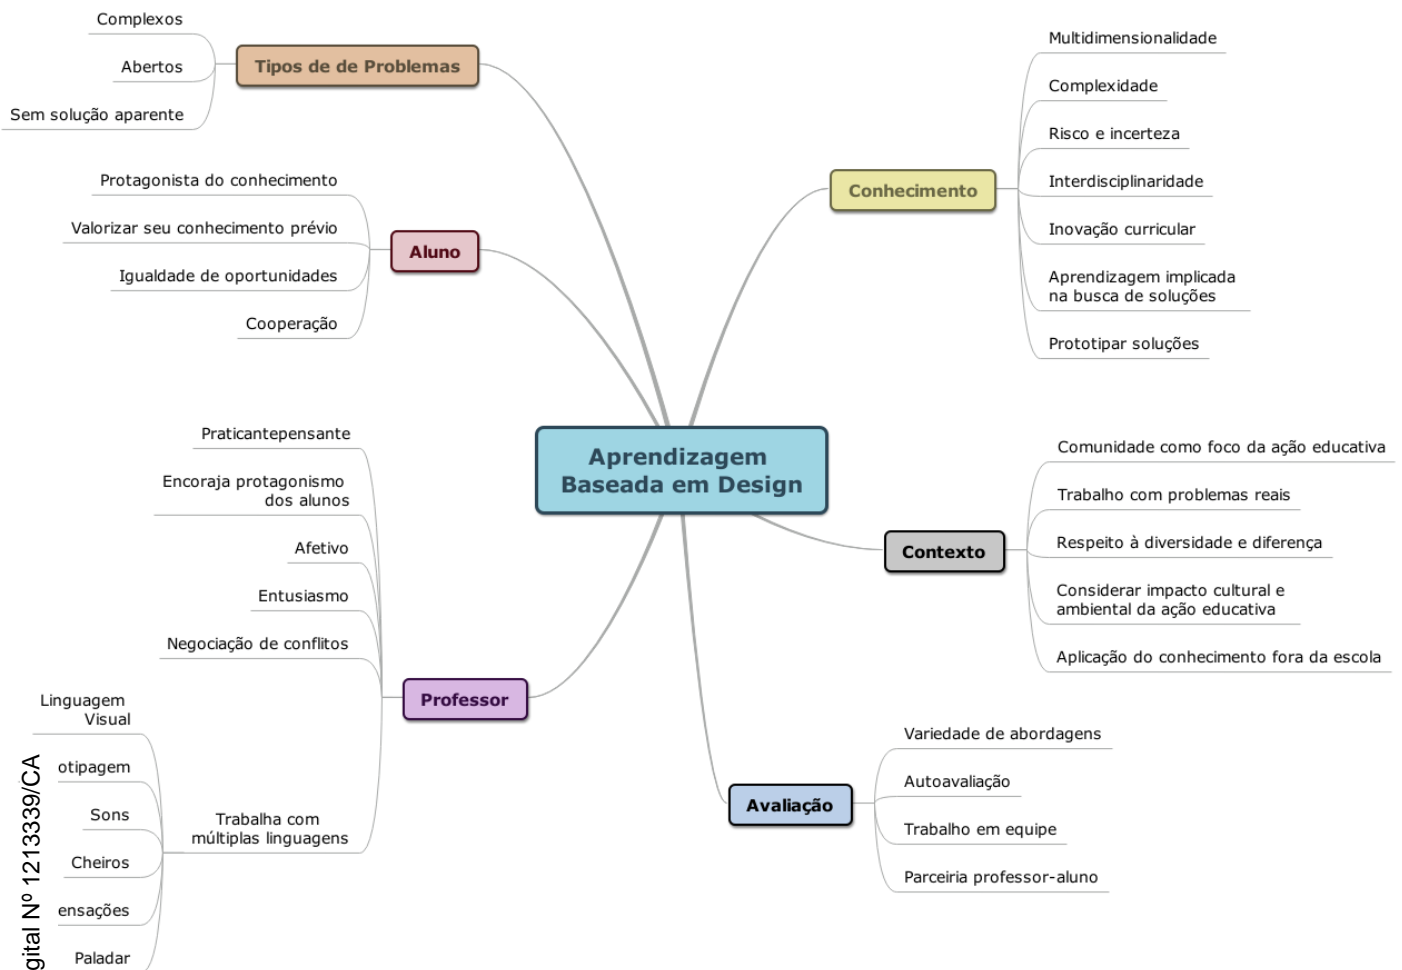 Complexos
Abertos
Sem solução aparente
Tipos de de Problemas
Protagonista do conhecimento
Valorizar seu conhecimento prévio
Igualdade de oportunidades
Cooperação
Aluno
Praticantepensante
Encoraja protagonismo
dos alunos
Afetivo
Entusiasmo
Negociação de conflitos
Professor
Trabalha com
múltiplas linguagens
Linguagem
Visual
otipagem
Sons
Cheiros
ensações
Paladar
gital Nº 1213339/CA
Aprendizagem
Baseada em Design
Conhecimento
Multidimensionalidade
Complexidade
Risco e incerteza
Interdisciplinaridade
Inovação curricular
Aprendizagem implicada
na busca de soluções
Prototipar soluções
Contexto
Comunidade como foco da ação educativa
Trabalho com problemas reais
Respeito à diversidade e diferença
Considerar impacto cultural e
ambiental da ação educativa
Aplicação do conhecimento fora da escola
Avaliação
Variedade de abordagens
Autoavaliação
Trabalho em equipe
Parceiria professor-aluno